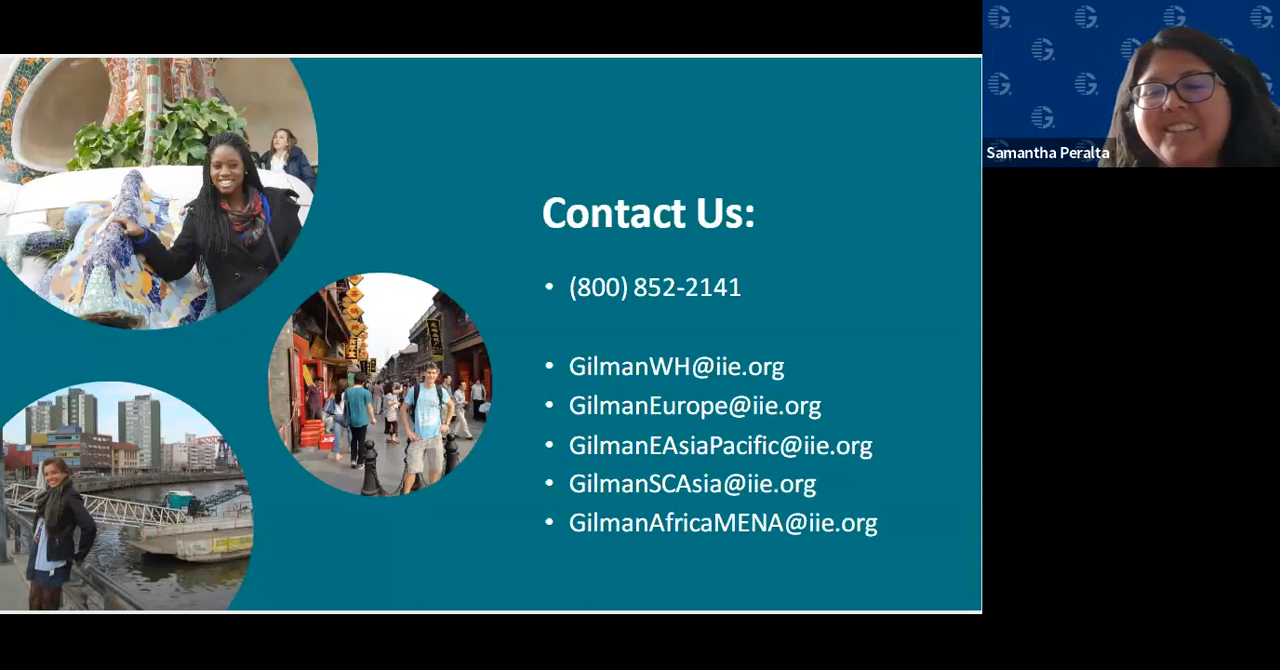 Samantha Peralta
Contact Us:
• (800) 852-2141
• GilmanWH@iie.org
• GilmanEurope@iie.org
• GilmanEAsiaPacific@iie.org
• GilmanSCAsia@iie.org
• GilmanAfricaMENA@iie.org